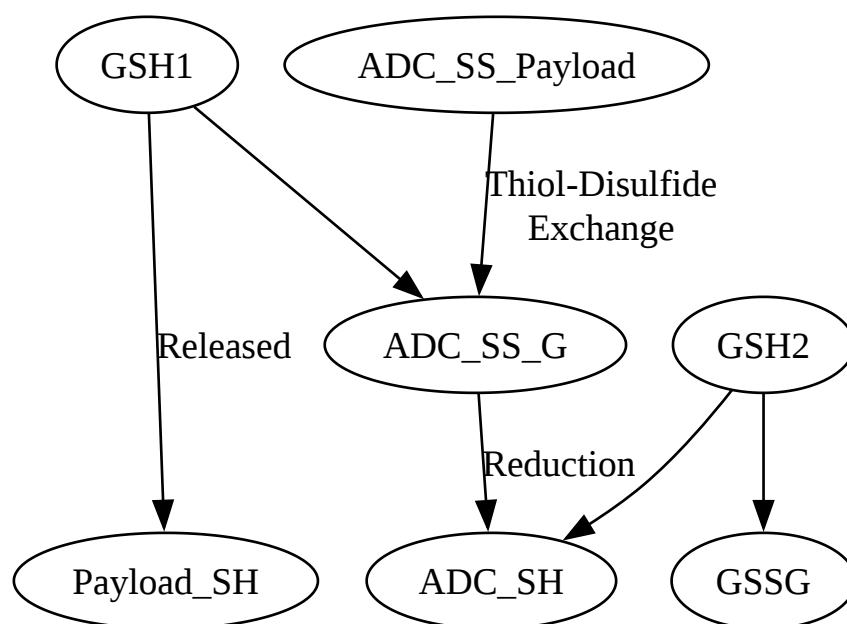 GSH1
ADC_SS_Payload
Thiol-Disulfide
Exchange
Released
ADC_SS_G
GSH2
Reduction
Payload_SH
ADC_SH
GSSG